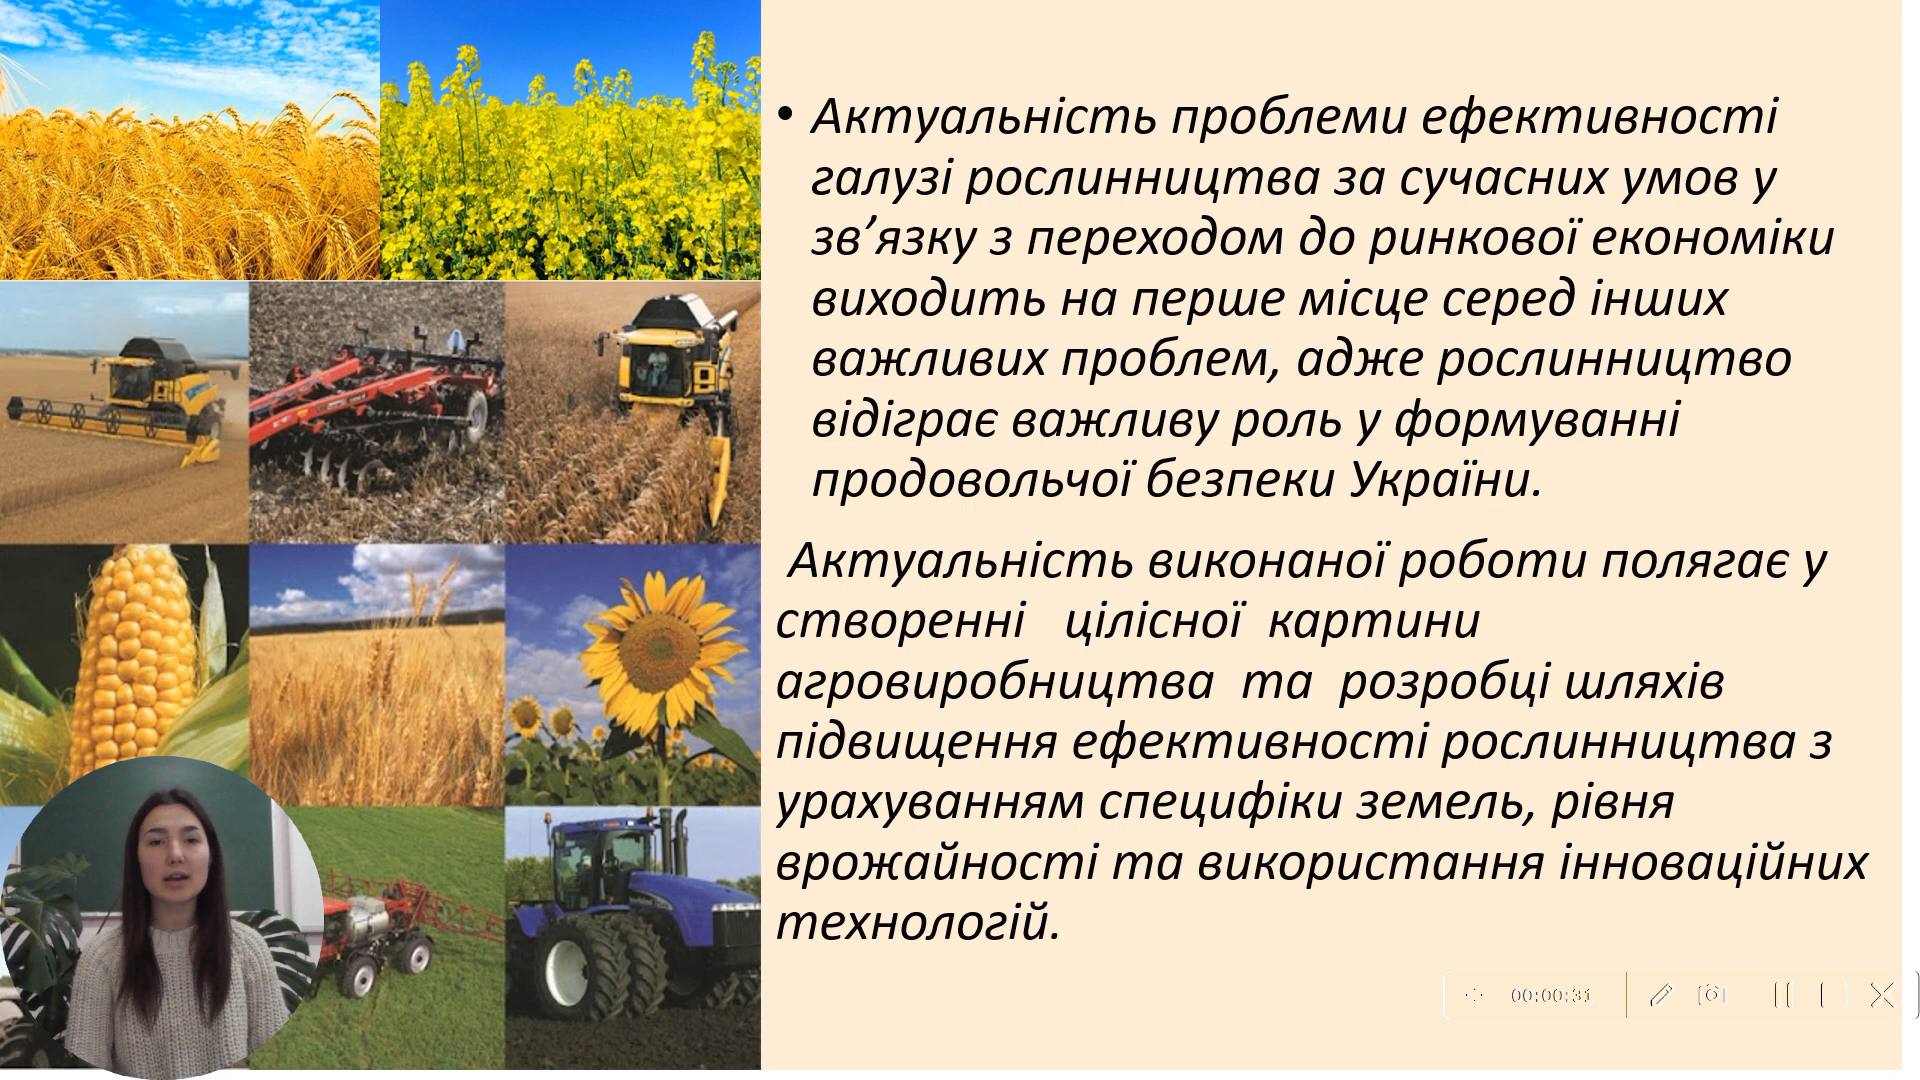 • Актуальність проблеми ефективності
галузі рослинництва за сучасних умов у
зв’язку з переходом до ринкової економіки
виходить на перше місце серед інших
важливих проблем, адже рослинництво
відіграє важливу роль у формуванні
продовольчої безпеки України.
Актуальність виконаної роботи полягає у
створенні цілісної картини
агровиробництва та розробці шляхів
підвищення ефективності рослинництва з
урахуванням специфіки земель, рівня
врожайності та використання інноваційних
технологій.
00:00:31